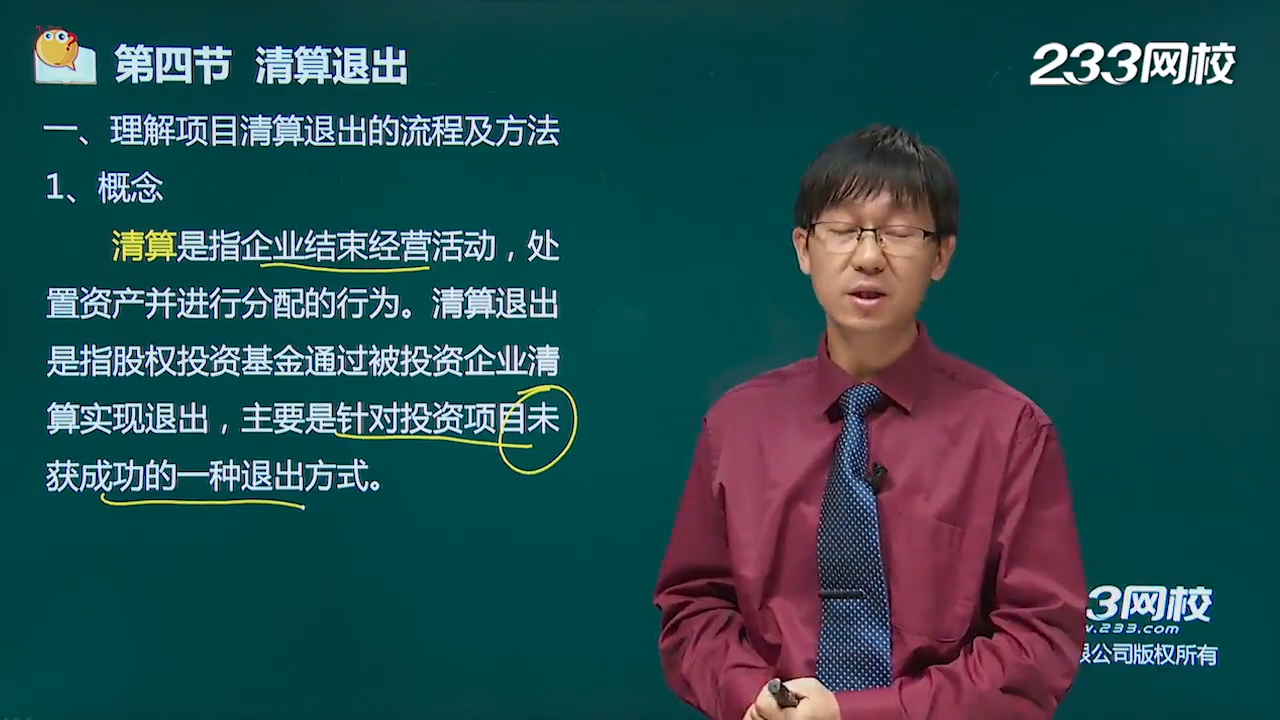 第四节 清算退出
233网校
一、理解项目清算退出的流程及方法
1、概念
清算是指企业结束经营活动，处
置资产并进行分配的行为。清算退出
是指股权投资基金通过被投资企业清
算实现退出，主要是针对投资项目未
获成功的一种退出方式。
3网校
w.233.com
限公司版权所有